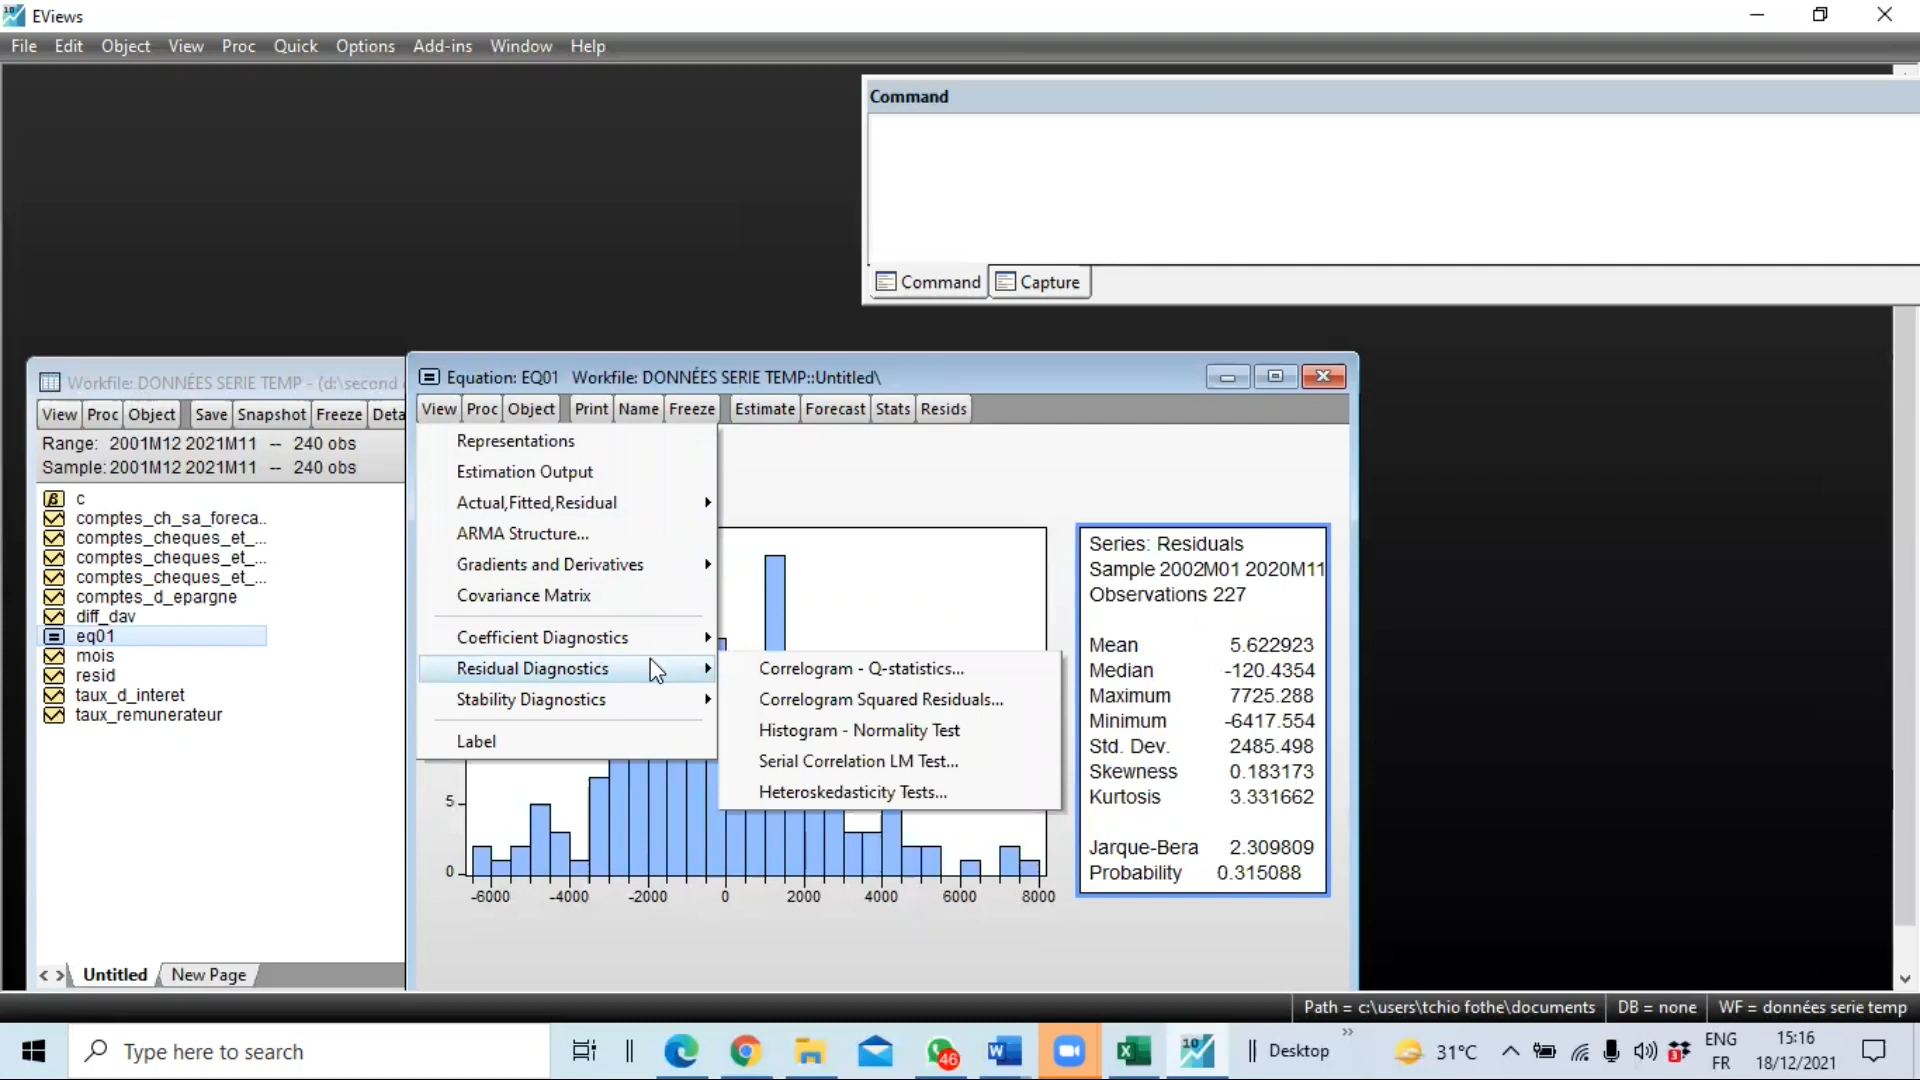 EViews
File Edit Object View Proc Quick Options Add-ins Window Help
Command
Command Capture
Workfile: DONNÉES SERIE TEMP - (d:\second
View Proc Object Save Snapshot Freeze Deta
Range: 2001M12 2021M11 -- 240 obs
Sample: 2001M12 2021M11 -- 240 obs
β c
comptes_ch_sa_foreca..
comptes_cheques_et_...
comptes_cheques_et_...
comptes_cheques_et_...
comptes_d_epargne
diff_dav
eq01
mois
resid
taux_d_interet
taux_remunerateur
< > Untitled New Page
Equation: EQ01 Workfile: DONNÉES SERIE TEMP::Untitled\
View Proc Object Print Name Freeze Estimate Forecast Stats Resids
Representations
Estimation Output
Actual,Fitted,Residual
ARMA Structure...
Gradients and Derivatives
Covariance Matrix
Coefficient Diagnostics
Residual Diagnostics
Stability Diagnostics
Label
Correlogram - Q-statistics...
Correlogram Squared Residuals...
Histogram - Normality Test
Serial Correlation LM Test...
Heteroskedasticity Tests...
5
0
-6000 -4000 -2000 0 2000 4000 6000 8000
Series: Residuals
Sample 2002M01 2020M11
Observations 227
Mean 5.622923
Median -120.4354
Maximum 7725.288
Minimum -6417.554
Std. Dev. 2485.498
Skewness 0.183173
Kurtosis 3.331662
Jarque-Bera 2.309809
Probability 0.315088
Path = c:\users\tchio fothe\documents DB = none WF = données serie temp
Type here to search
46
10
Desktop
31°C
3
ENG
FR
15:16
18/12/2021